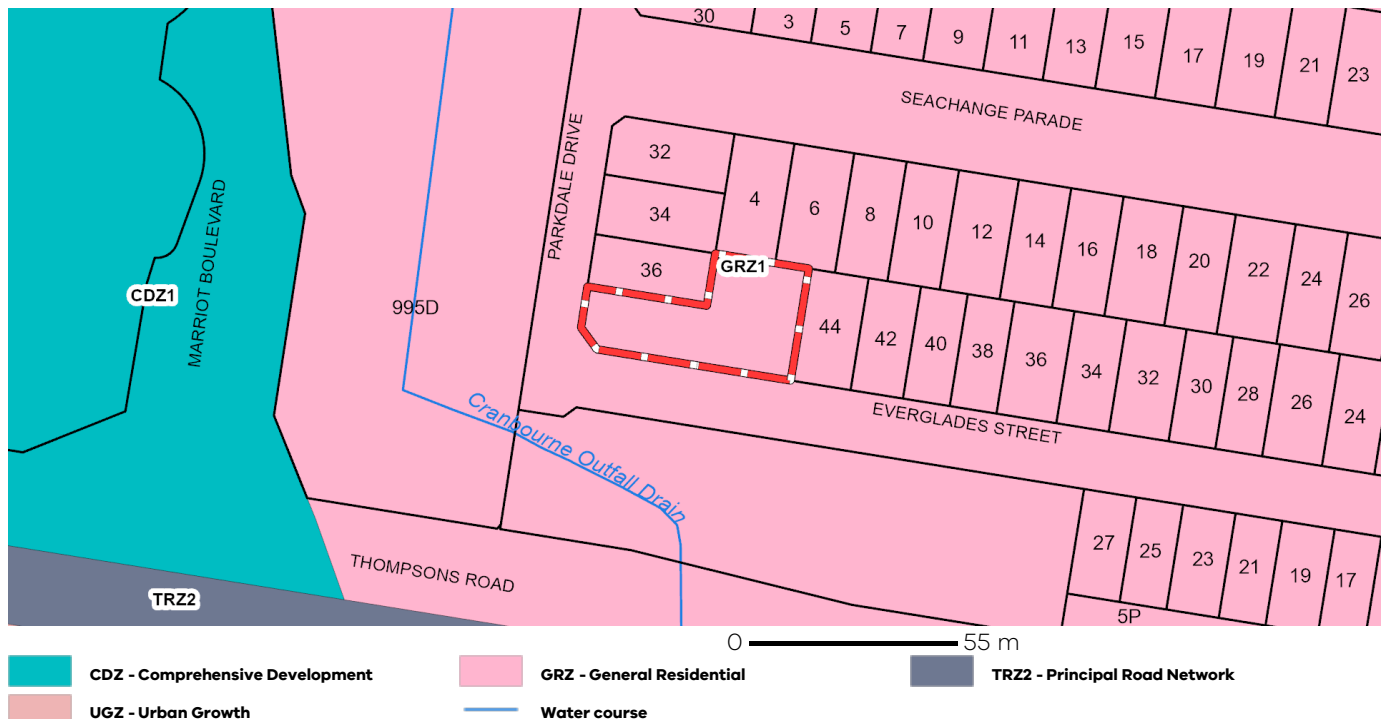 30 3 5 7 9 11 13 15 17 19 21 23
SEACHANGE PARADE
PARKDALE DRIVE
32
34
36
4 6 8 10 12 14 16 18 20 22 24 26
GRZ1
MARRIOT BOULEVARD
CDZ1
995D
44 42 40 38 36 34 32 30 28 26 24
EVERGLADES STREET
Cranbourne Outfall Drain
27 25 23 21 19 17
5P
THOMPSONS ROAD
TRZ2
0 55 m
CDZ - Comprehensive Development
GRZ - General Residential
TRZ2 - Principal Road Network
UGZ - Urban Growth
Water course